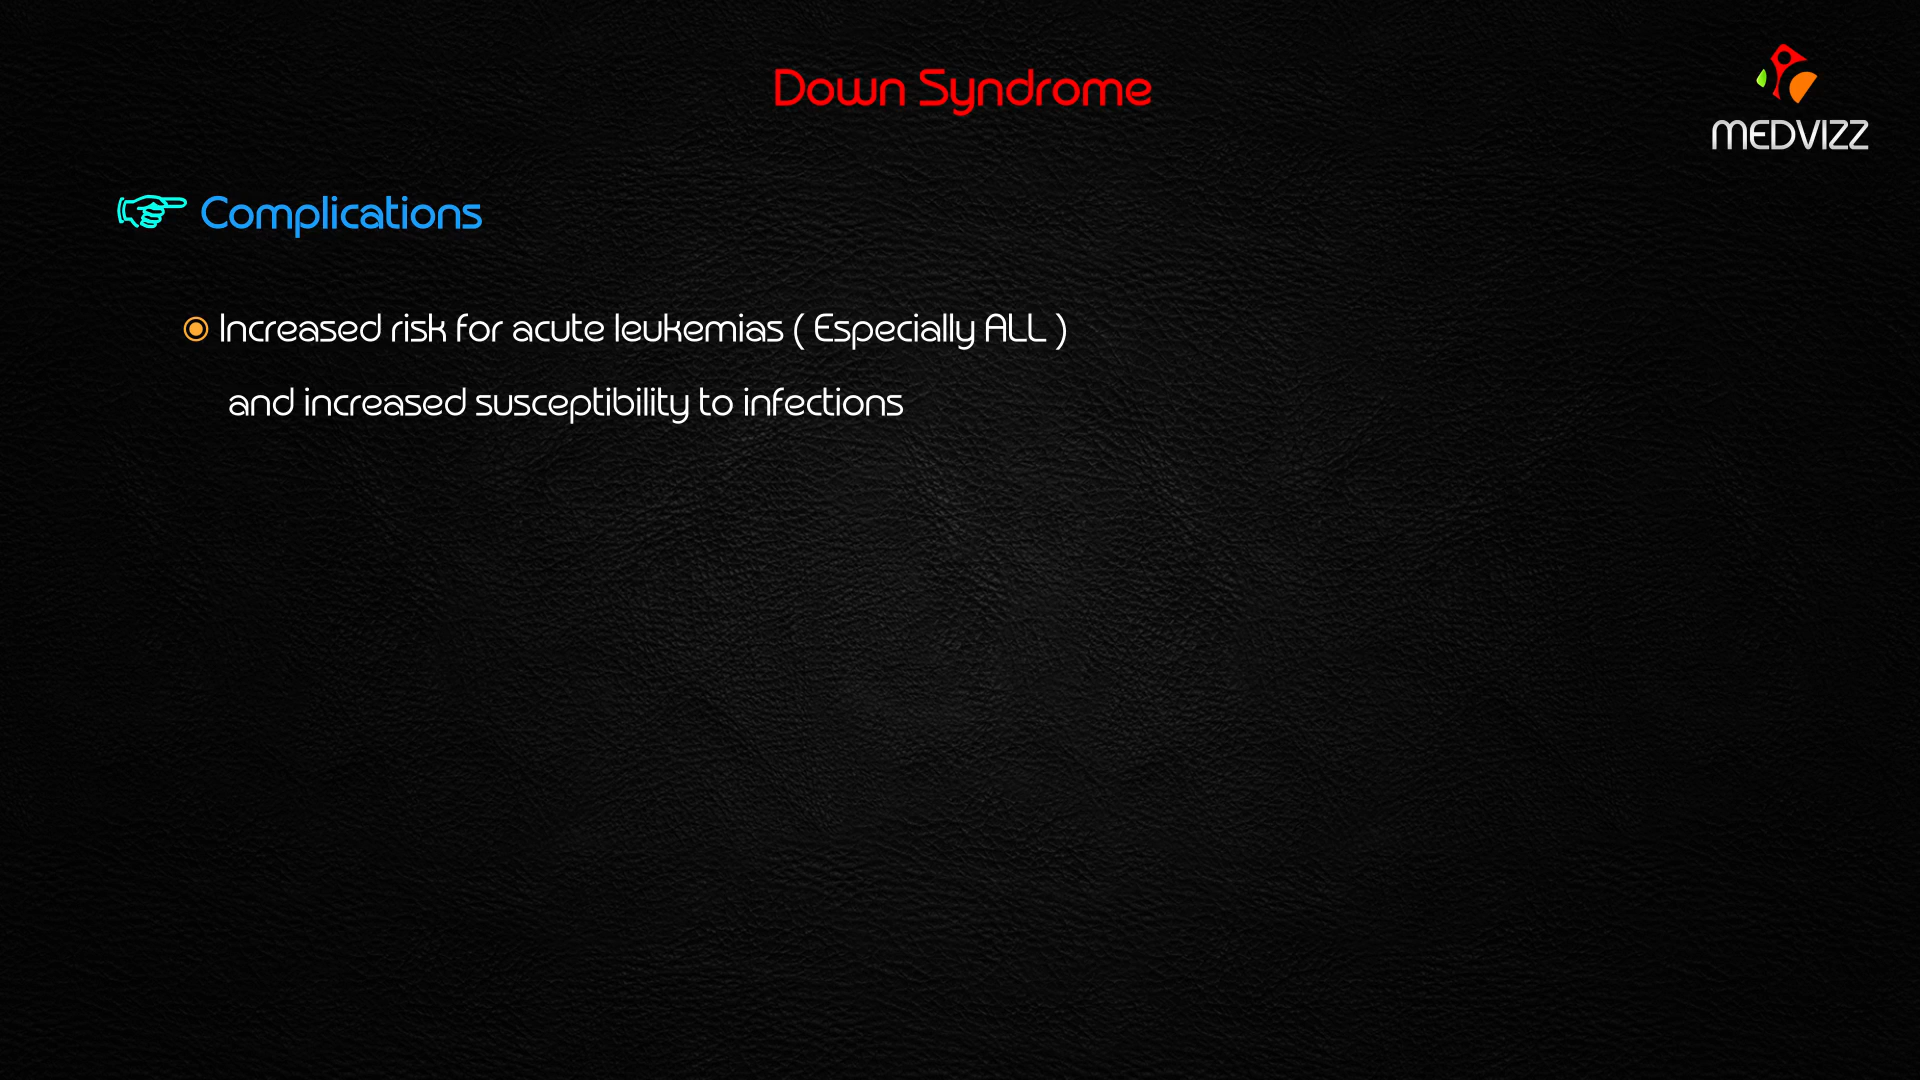 Down Syndrome
MEDVIZZ
Complications
Increased risk for acute leukemias ( Especially ALL )
and increased susceptibility to infections